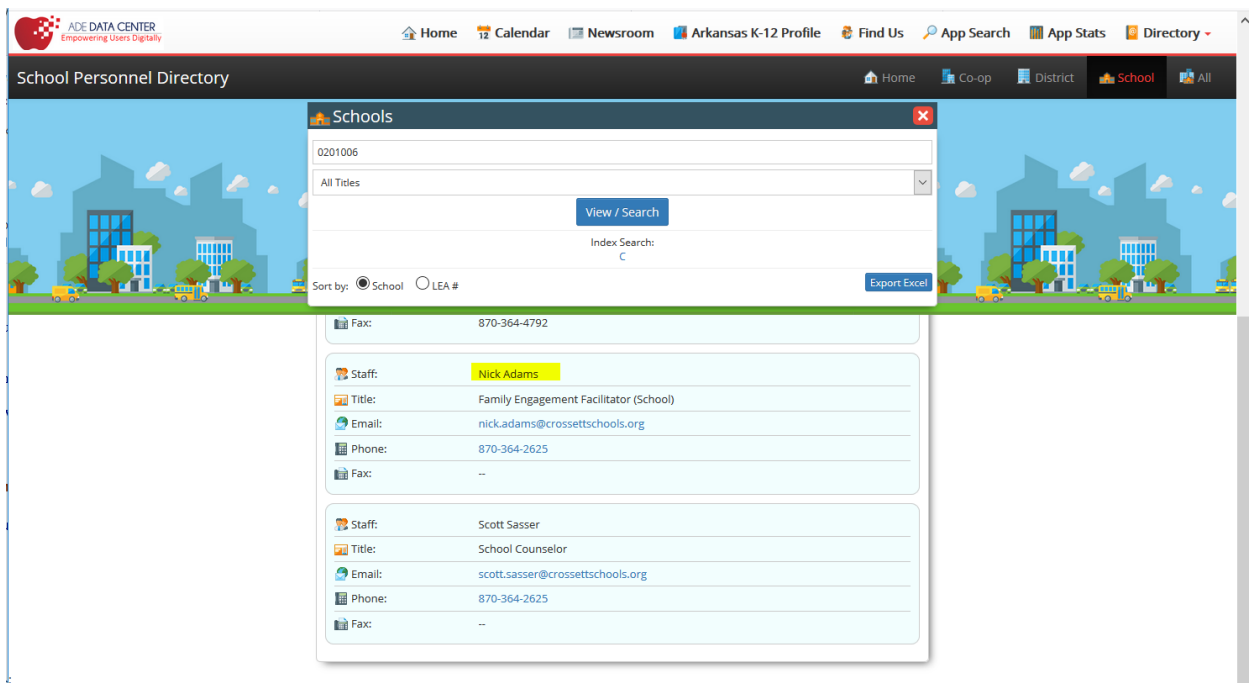 ADE DATA CENTER
Empowering Users Digitally
Home 12 Calendar Newsroom Arkansas K-12 Profile Find Us App Search App Stats Directory
School Personnel Directory
Home Co-op District School All
Schools
0201006
All Titles
View / Search
Index Search:
C
Sort by: School LEA #
Export Excel
Fax: 870-364-4792
Staff: Nick Adams
Title: Family Engagement Facilitator (School)
Email: nick.adams@crossettschools.org
Phone: 870-364-2625
Fax: --
Staff: Scott Sasser
Title: School Counselor
Email: scott.sasser@crossettschools.org
Phone: 870-364-2625
Fax: --